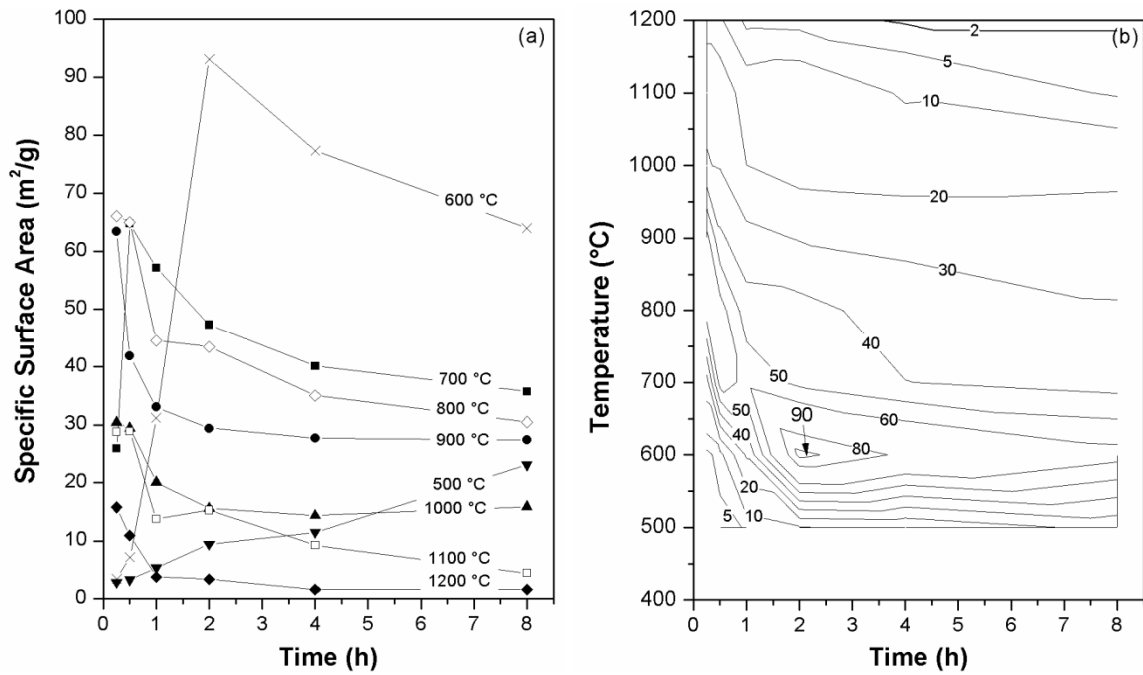 (a)
Specific Surface Area (m²/g)
100
90
80
70
60
50
40
30
20
10
0
600 °C
700 °C
800 °C
900 °C
500 °C
1000 °C
1100 °C
1200 °C
0 1 2 3 4 5 6 7 8
Time (h)
(b)
Temperature (°C)
1200
1100
1000
900
800
700
600
500
400
2
5
10
20
30
40
50
60
50
90
40
80
20
5
10
0 1 2 3 4 5 6 7 8
Time (h)